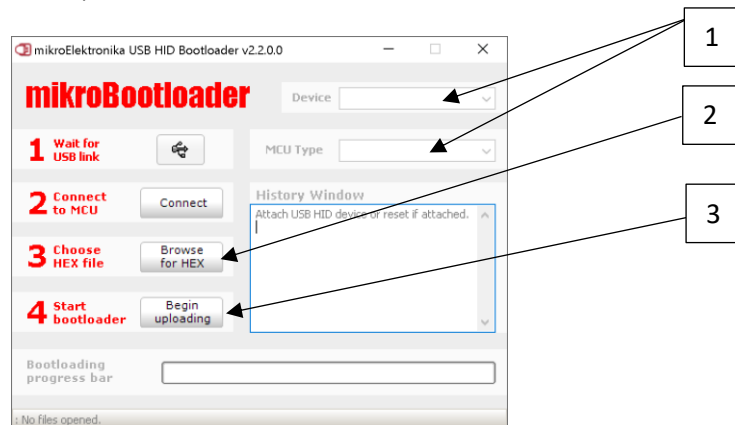 mikroElektronika USB HID Bootloader v2.2.0.0
mikroBootloader
Device
1 Wait for
USB link
MCU Type
2 Connect
to MCU
Connect
History Window
Attach USB HID device or reset if attached.
3 Choose
HEX file
Browse
for HEX
4 Start
bootloader
Begin
uploading
Bootloading
progress bar
: No files opened.
1
2
3